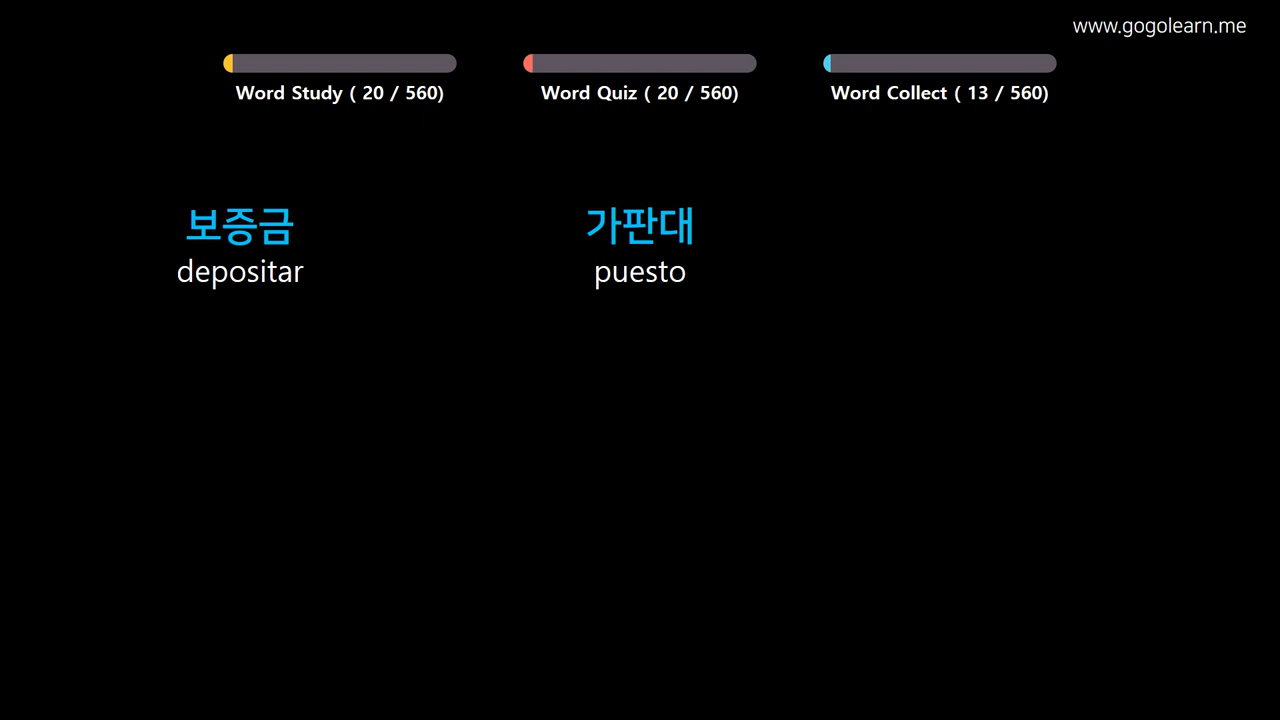 www.gogolearn.me
Word Study ( 20 / 560)
Word Quiz ( 20 / 560)
Word Collect ( 13 / 560)
보증금
depositar
가판대
puesto